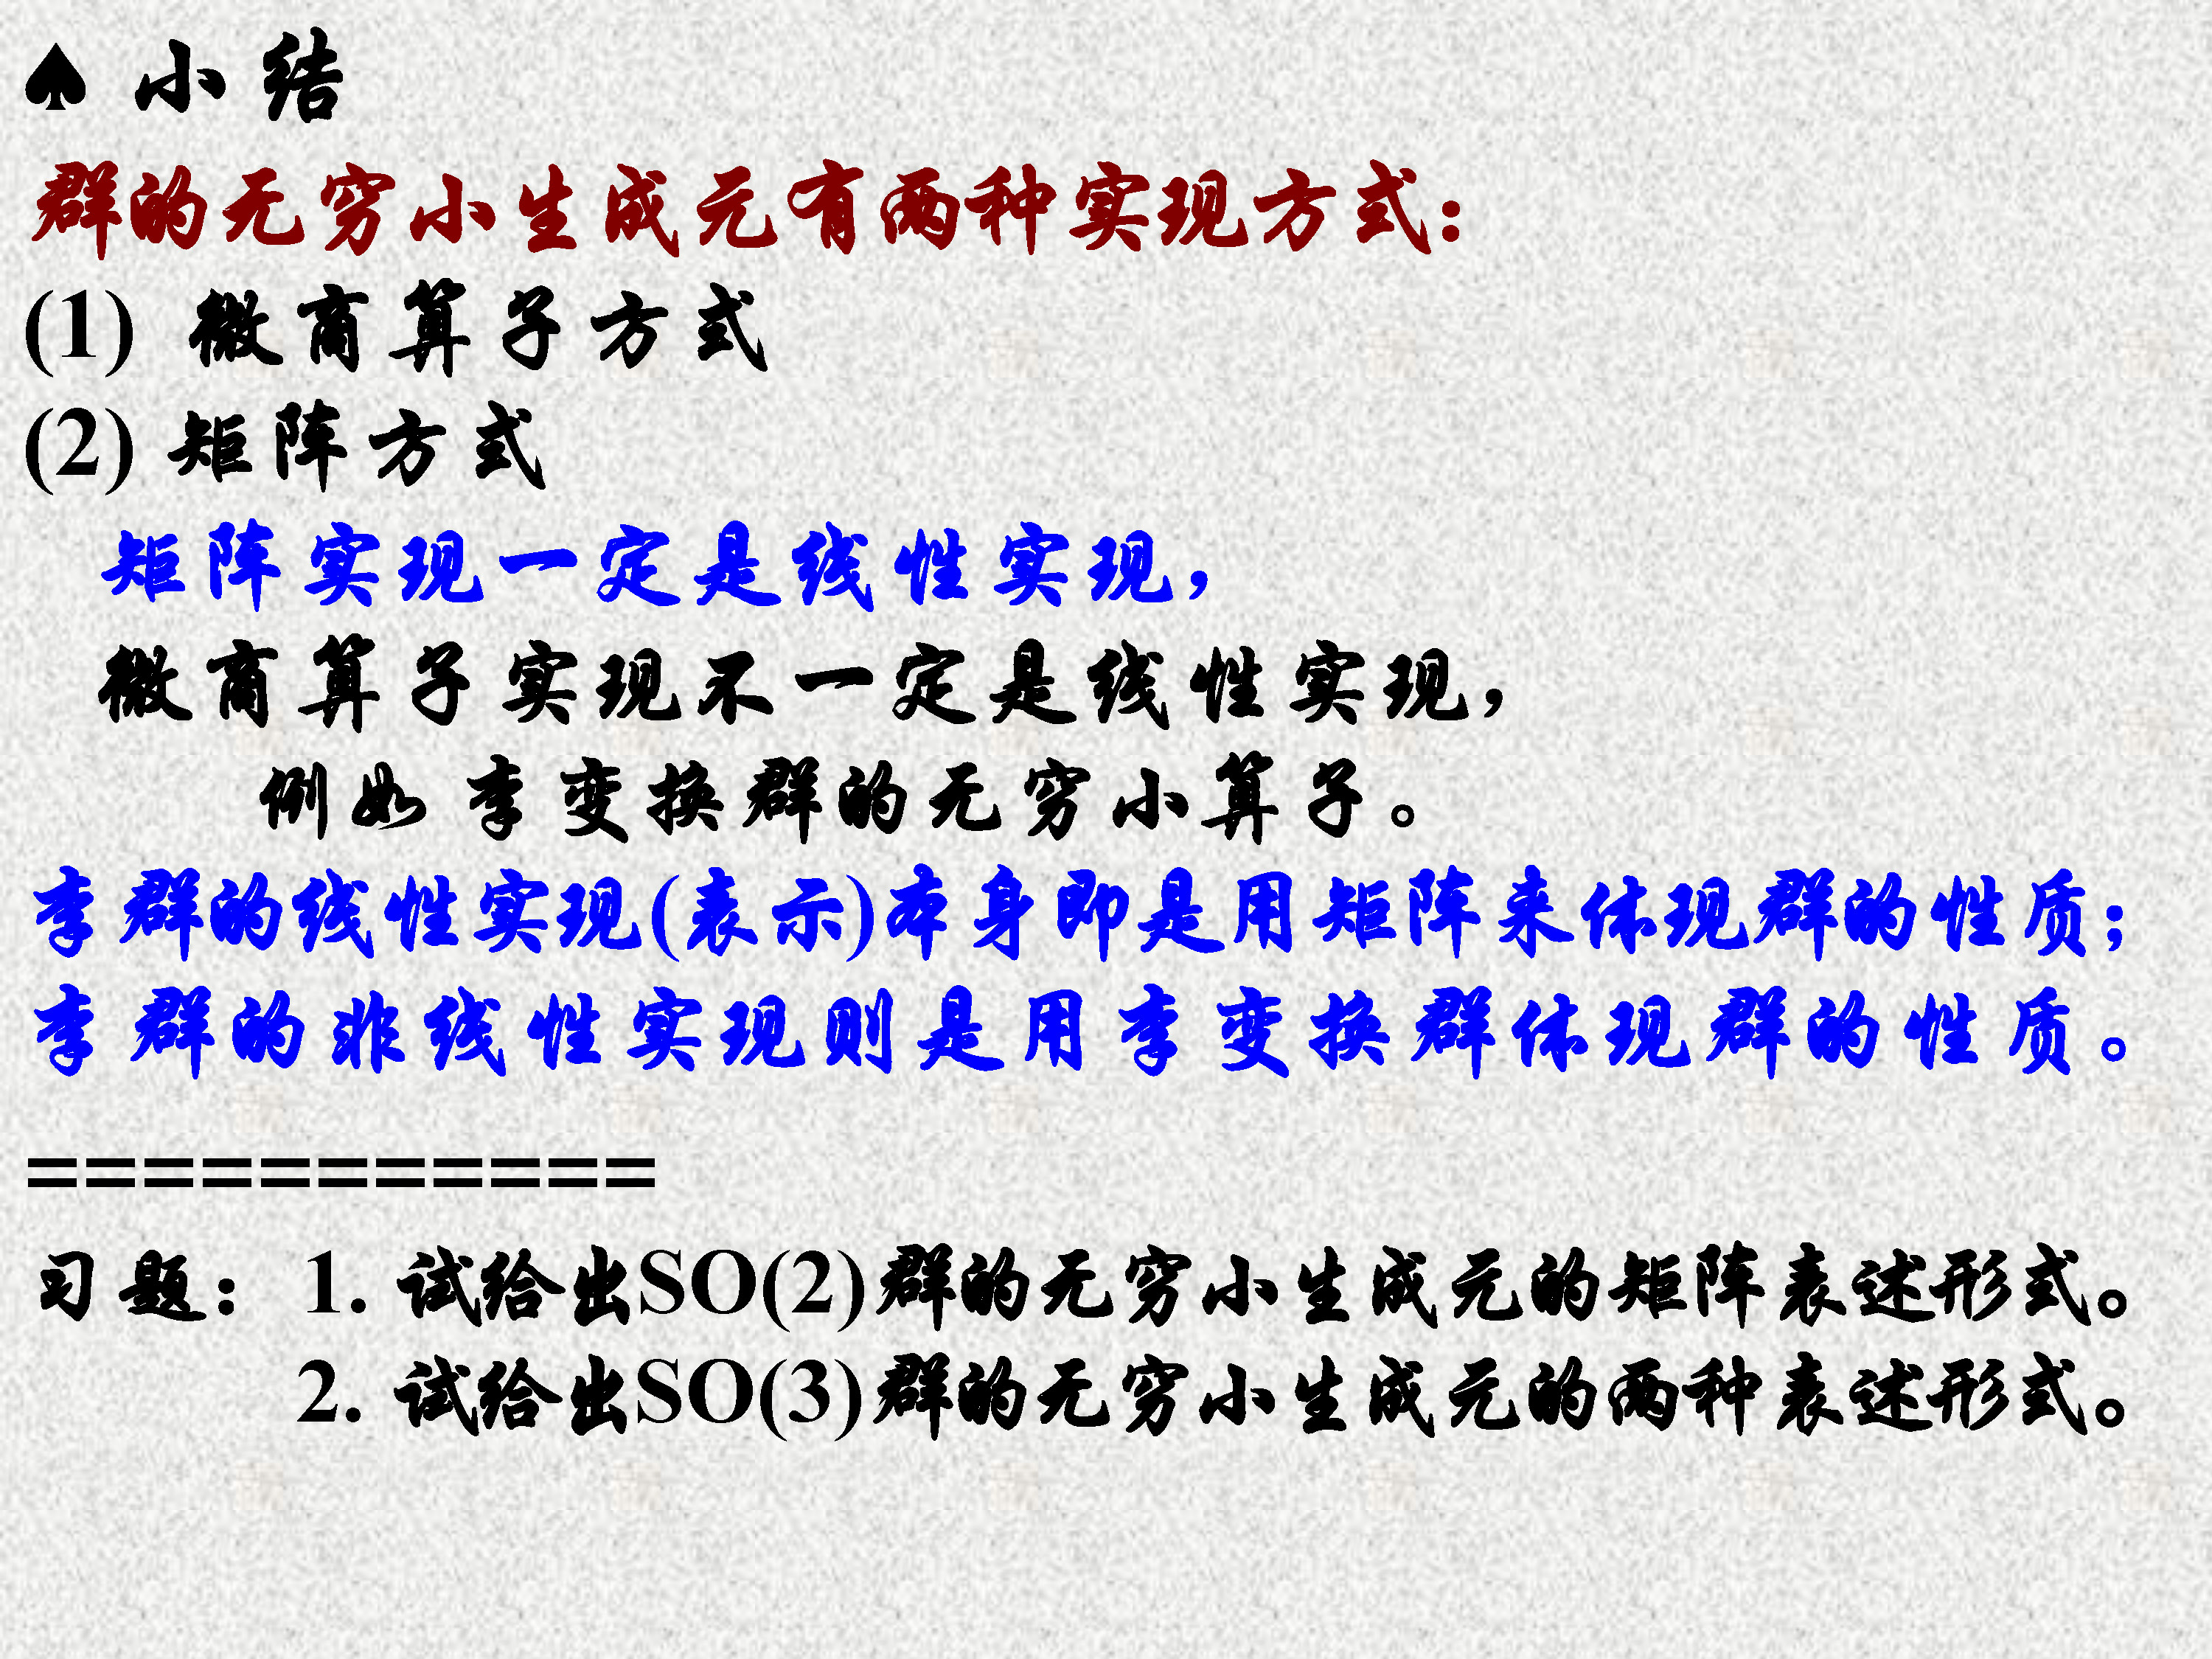 ♠ 小结
群的无穷小生成元有两种实现方式:
(1) 微商算子方式
(2) 矩阵方式
矩阵实现一定是线性实现，
微商算子实现不一定是线性实现，
例如 李变换群的无穷小算子。
李群的线性实现(表示)本身即是用矩阵来体现群的性质；
李群的非线性实现则是用李变换群体现群的性质。
===========
习题： 1. 试给出SO(2)群的无穷小生成元的矩阵表述形式。
2. 试给出SO(3)群的无穷小生成元的两种表述形式。